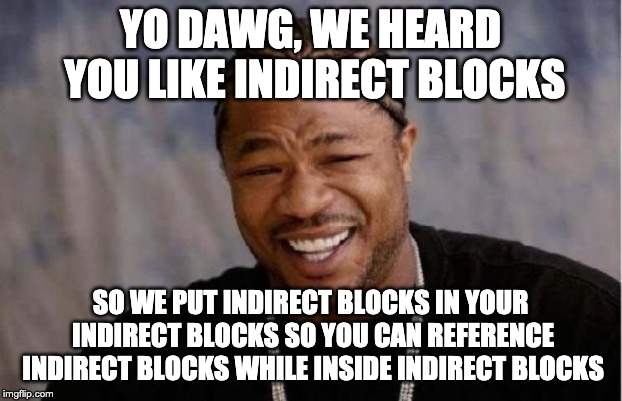 YO DAWG, WE HEARD
YOU LIKE INDIRECT BLOCKS
SO WE PUT INDIRECT BLOCKS IN YOUR
INDIRECT BLOCKS SO YOU CAN REFERENCE
INDIRECT BLOCKS WHILE INSIDE INDIRECT BLOCKS
imgflip.com